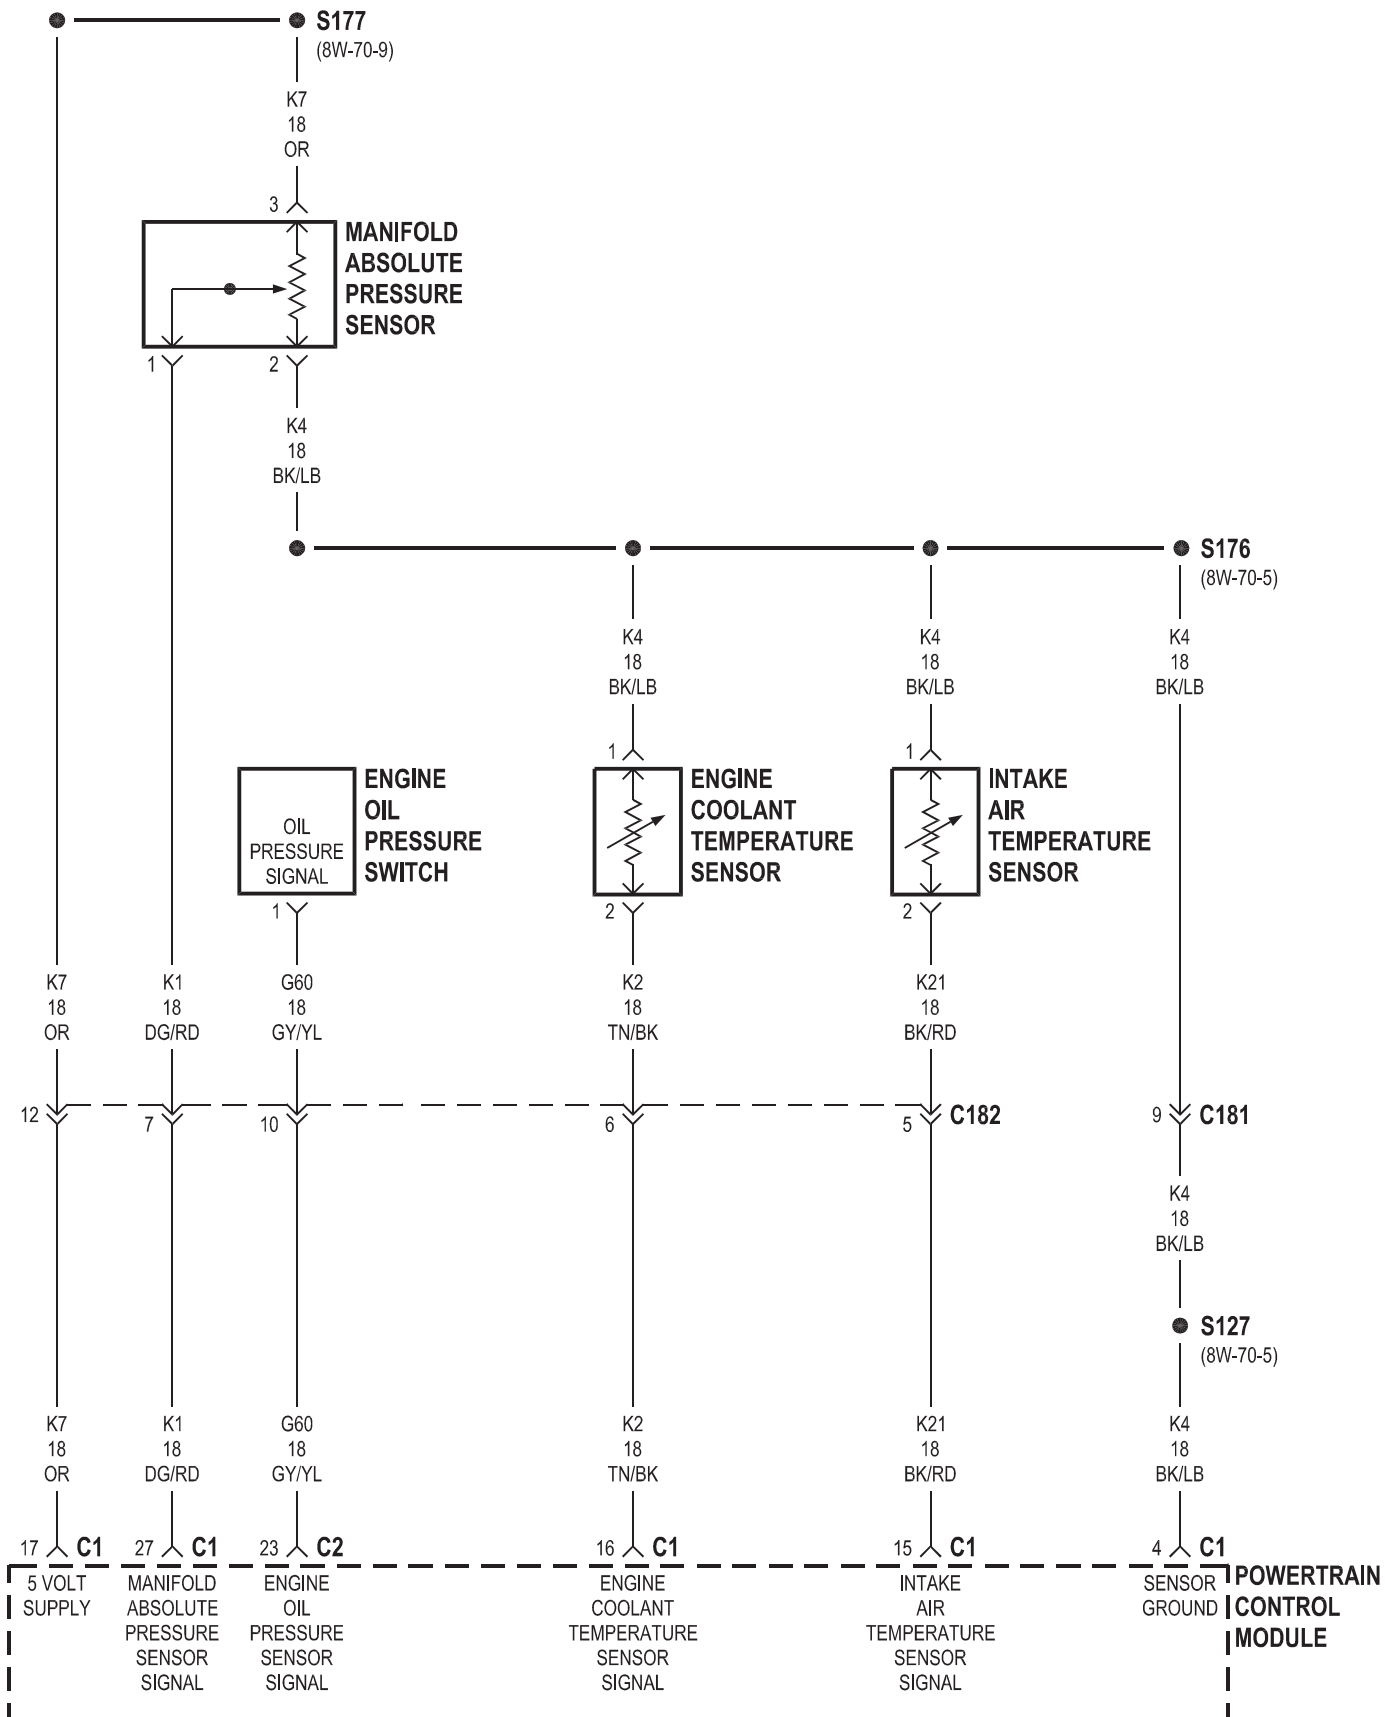 S177
(8W-70-9)
K7
18
OR
3
MANIFOLD
ABSOLUTE
PRESSURE
SENSOR
1
2
K4
18
BK/LB
S176
(8W-70-5)
K4
18
BK/LB
K4
18
BK/LB
K4
18
BK/LB
OIL
PRESSURE
SIGNAL
ENGINE
OIL
PRESSURE
SWITCH
1
1
ENGINE
COOLANT
TEMPERATURE
SENSOR
2
1
INTAKE
AIR
TEMPERATURE
SENSOR
2
K7
18
OR
K1
18
DG/RD
G60
18
GY/YL
K2
18
TN/BK
K21
18
BK/RD
12
7
10
6
5
C182
9
C181
K4
18
BK/LB
S127
(8W-70-5)
K7
18
OR
K1
18
DG/RD
G60
18
GY/YL
K2
18
TN/BK
K21
18
BK/RD
K4
18
BK/LB
17 C1
27 C1
23 C2
16 C1
15 C1
4 C1
5 VOLT
SUPPLY
MANIFOLD
ABSOLUTE
PRESSURE
SENSOR
SIGNAL
ENGINE
OIL
PRESSURE
SENSOR
SIGNAL
ENGINE
COOLANT
TEMPERATURE
SENSOR
SIGNAL
INTAKE
AIR
TEMPERATURE
SENSOR
SIGNAL
SENSOR
GROUND
POWERTRAIN
CONTROL
MODULE